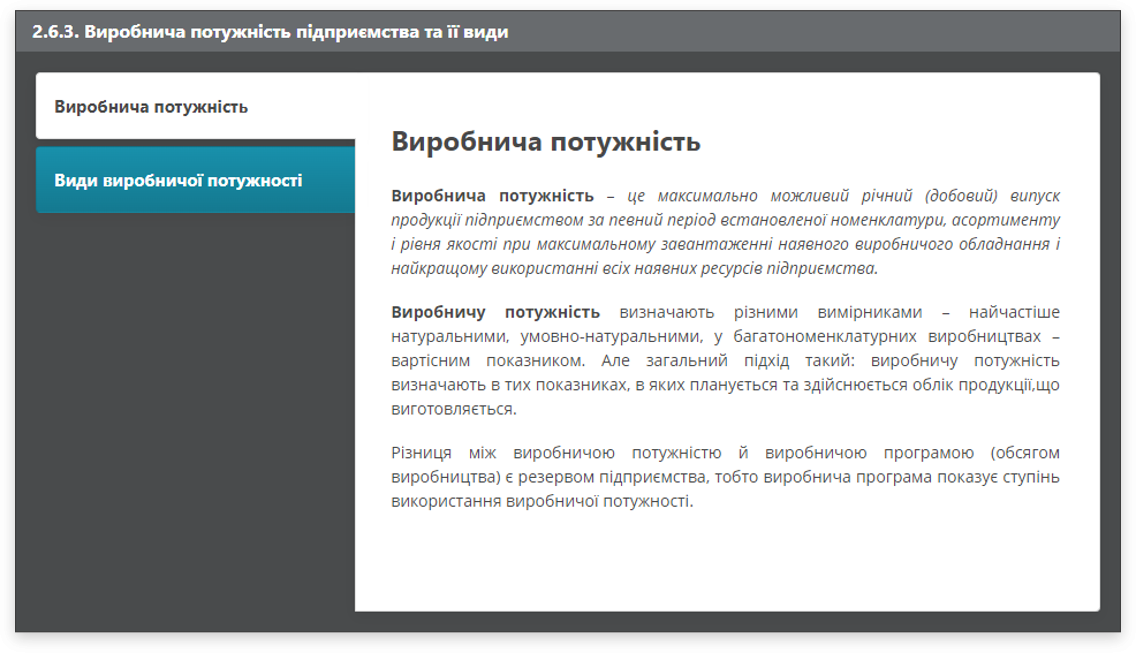 2.6.3. Виробнича потужність підприємства та її види
Виробнича потужність
Види виробничої потужності
Виробнича потужність
Виробнича потужність – це максимально можливий річний (добовий) випуск
продукції підприємством за певний період встановленої номенклатури, асортименту
і рівня якості при максимальному завантаженні наявного виробничого обладнання і
найкращому використанні всіх наявних ресурсів підприємства.
Виробничу потужність визначають різними вимірниками – найчастіше
натуральними, умовно-натуральними, у багатономенклатурних виробництвах –
вартісним показником. Але загальний підхід такий: виробничу потужність
визначають в тих показниках, в яких планується та здійснюється облік продукції,що
виготовляється.
Різниця між виробничою потужністю й виробничою програмою (обсягом
виробництва) є резервом підприємства, тобто виробнича програма показує ступінь
використання виробничої потужності.